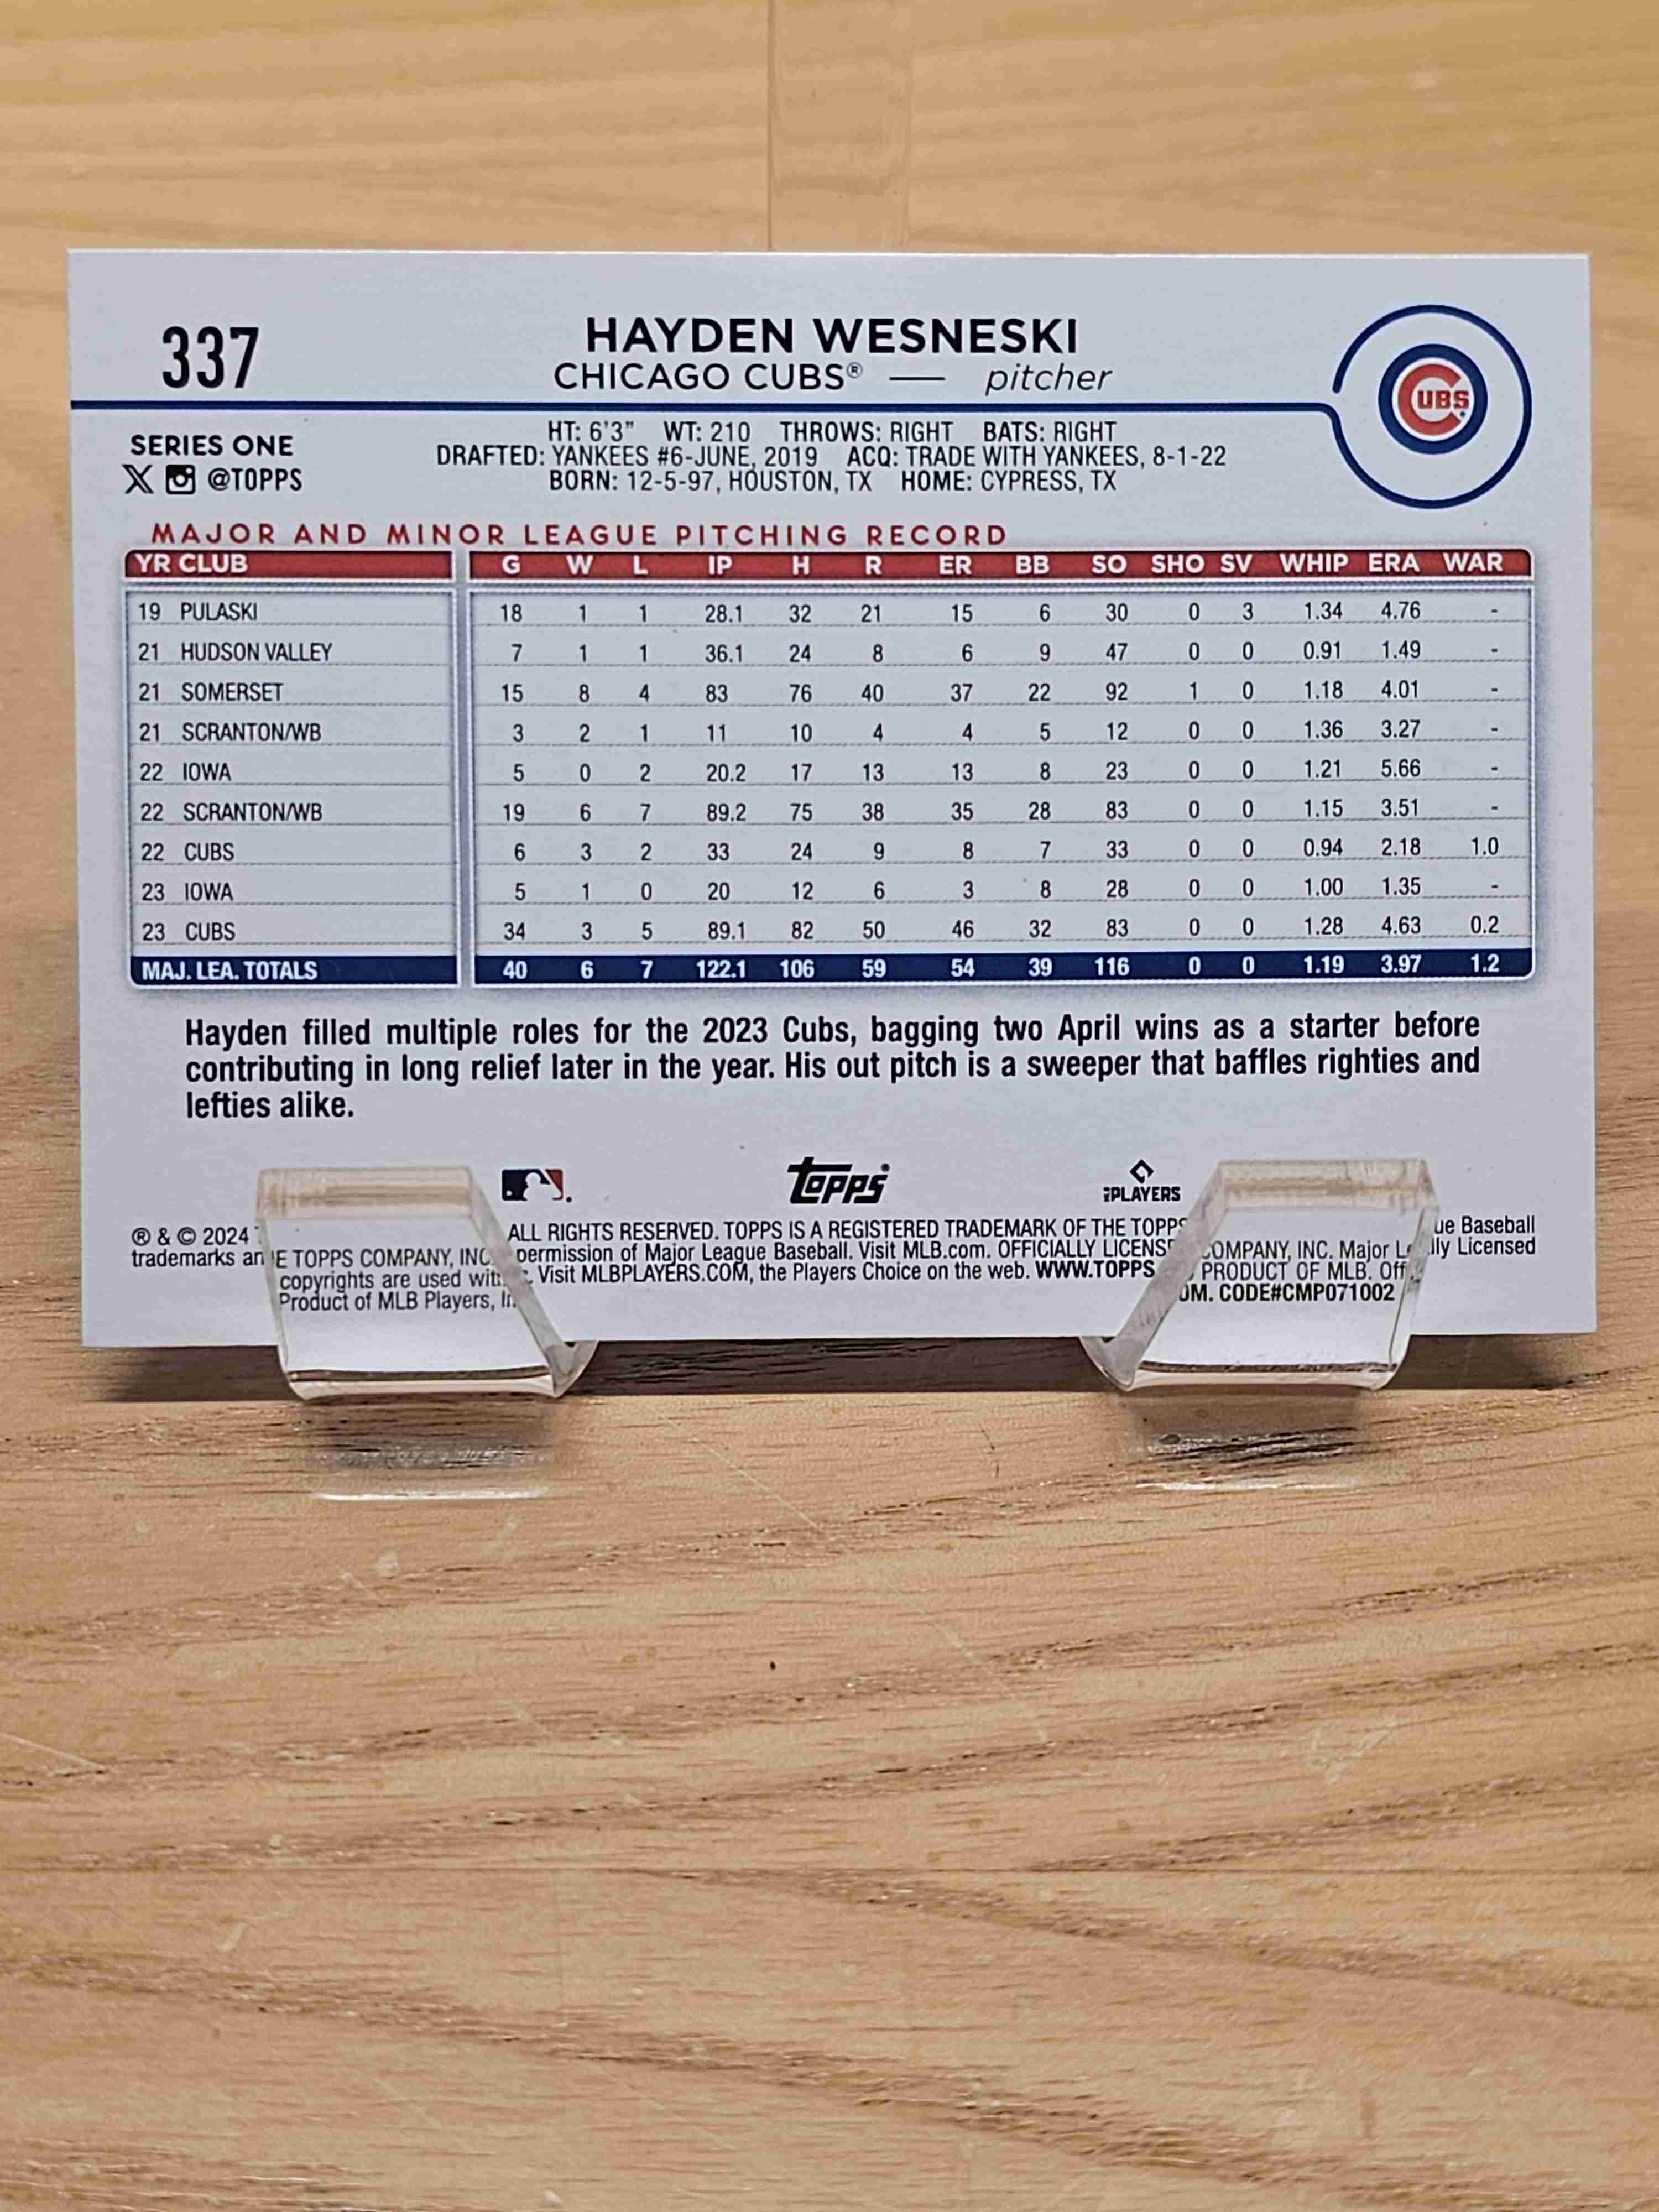 337
HAYDEN WESNESKI
CHICAGO CUBS® — pitcher
CUBS
SERIES ONE
@TOPPS
HT: 6'3" WT: 210 THROWS: RIGHT BATS: RIGHT
DRAFTED: YANKEES #6-JUNE, 2019 ACQ: TRADE WITH YANKEES, 8-1-22
BORN: 12-5-97, HOUSTON, TX HOME: CYPRESS, TX
MAJOR AND MINOR LEAGUE PITCHING RECORD
YR CLUB G W L IP H R ER BB SO SHO SV WHIP ERA WAR
19 PULASKI 18 1 1 28.1 32 21 15 6 30 0 3 1.34 4.76 -
21 HUDSON VALLEY 7 1 1 36.1 24 8 6 9 47 0 0 0.91 1.49 -
21 SOMERSET 15 8 4 83 76 40 37 22 92 1 0 1.18 4.01 -
21 SCRANTON/WB 3 2 1 11 10 4 4 5 12 0 0 1.36 3.27 -
22 IOWA 5 0 2 20.2 17 13 13 8 23 0 0 1.21 5.66 -
22 SCRANTON/WB 19 6 7 89.2 75 38 35 28 83 0 0 1.15 3.51 -
22 CUBS 6 3 2 33 24 9 8 7 33 0 0 0.94 2.18 1.0
23 IOWA 5 1 0 20 12 6 3 8 28 0 0 1.00 1.35 -
23 CUBS 34 3 5 89.1 82 50 46 32 83 0 0 1.28 4.63 0.2
MAJ. LEA. TOTALS 40 6 7 122.1 106 59 54 39 116 0 0 1.19 3.97 1.2
Hayden filled multiple roles for the 2023 Cubs, bagging two April wins as a starter before
contributing in long relief later in the year. His out pitch is a sweeper that baffles righties and
lefties alike.
Topps
PLAYERS
® & © 2024 E TOPPS COMPANY, INC. ALL RIGHTS RESERVED. TOPPS IS A REGISTERED TRADEMARK OF THE TOPPS COMPANY, INC. Major Baseball
trademarks copyrights are used permission of Major League Baseball. Visit MLB.com. OFFICIALLY PRODUCT OF MLB. Licensed
Product of MLB Players, Visit MLBPLAYERS.COM, the Players Choice on the web. WWW.TOPPS CODE#CMP071002